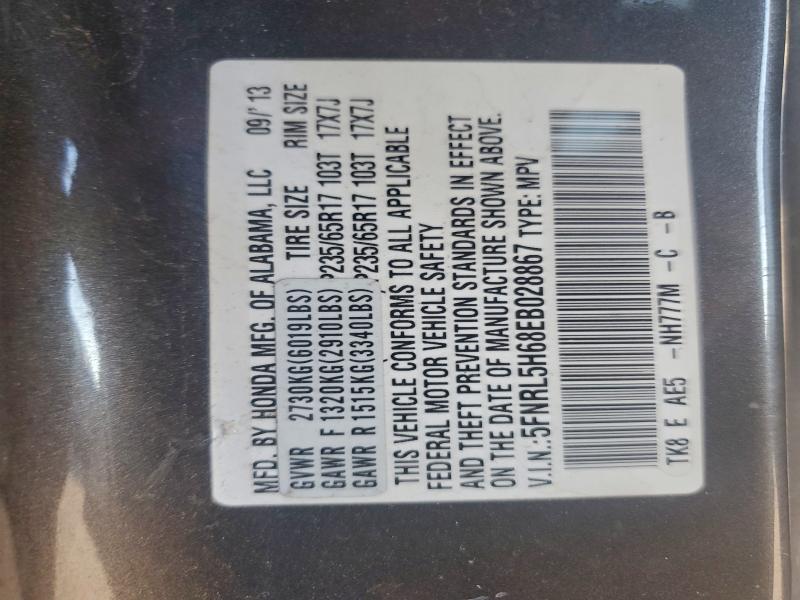 MFD. BY HONDA MFG. OF ALABAMA, LLC 09/'13
GVWR 2730KG(6019LBS) TIRE SIZE RIM SIZE
GAWR F 1320KG(2910LBS) P235/65R17 103T 17X7J
GAWR R 1515KG(3340LBS) P235/65R17 103T 17X7J
THIS VEHICLE CONFORMS TO ALL APPLICABLE
FEDERAL MOTOR VEHICLE SAFETY
AND THEFT PREVENTION STANDARDS IN EFFECT
ON THE DATE OF MANUFACTURE SHOWN ABOVE.
V.I.N.:5FNRL5H68EB028867 TYPE: MPV
TK8 E AE5 -NH777M -C -B